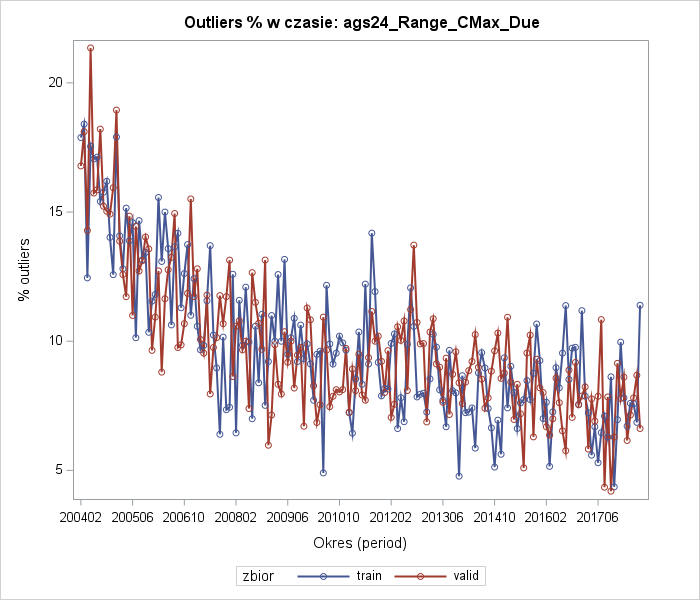 Outliers % w czasie: ags24_Range_CMax_Due
% outliers
20
15
10
5
200402 200506 200610 200802 200906 201010 201202 201306 201410 201602 201706
Okres (period)
zbior train valid